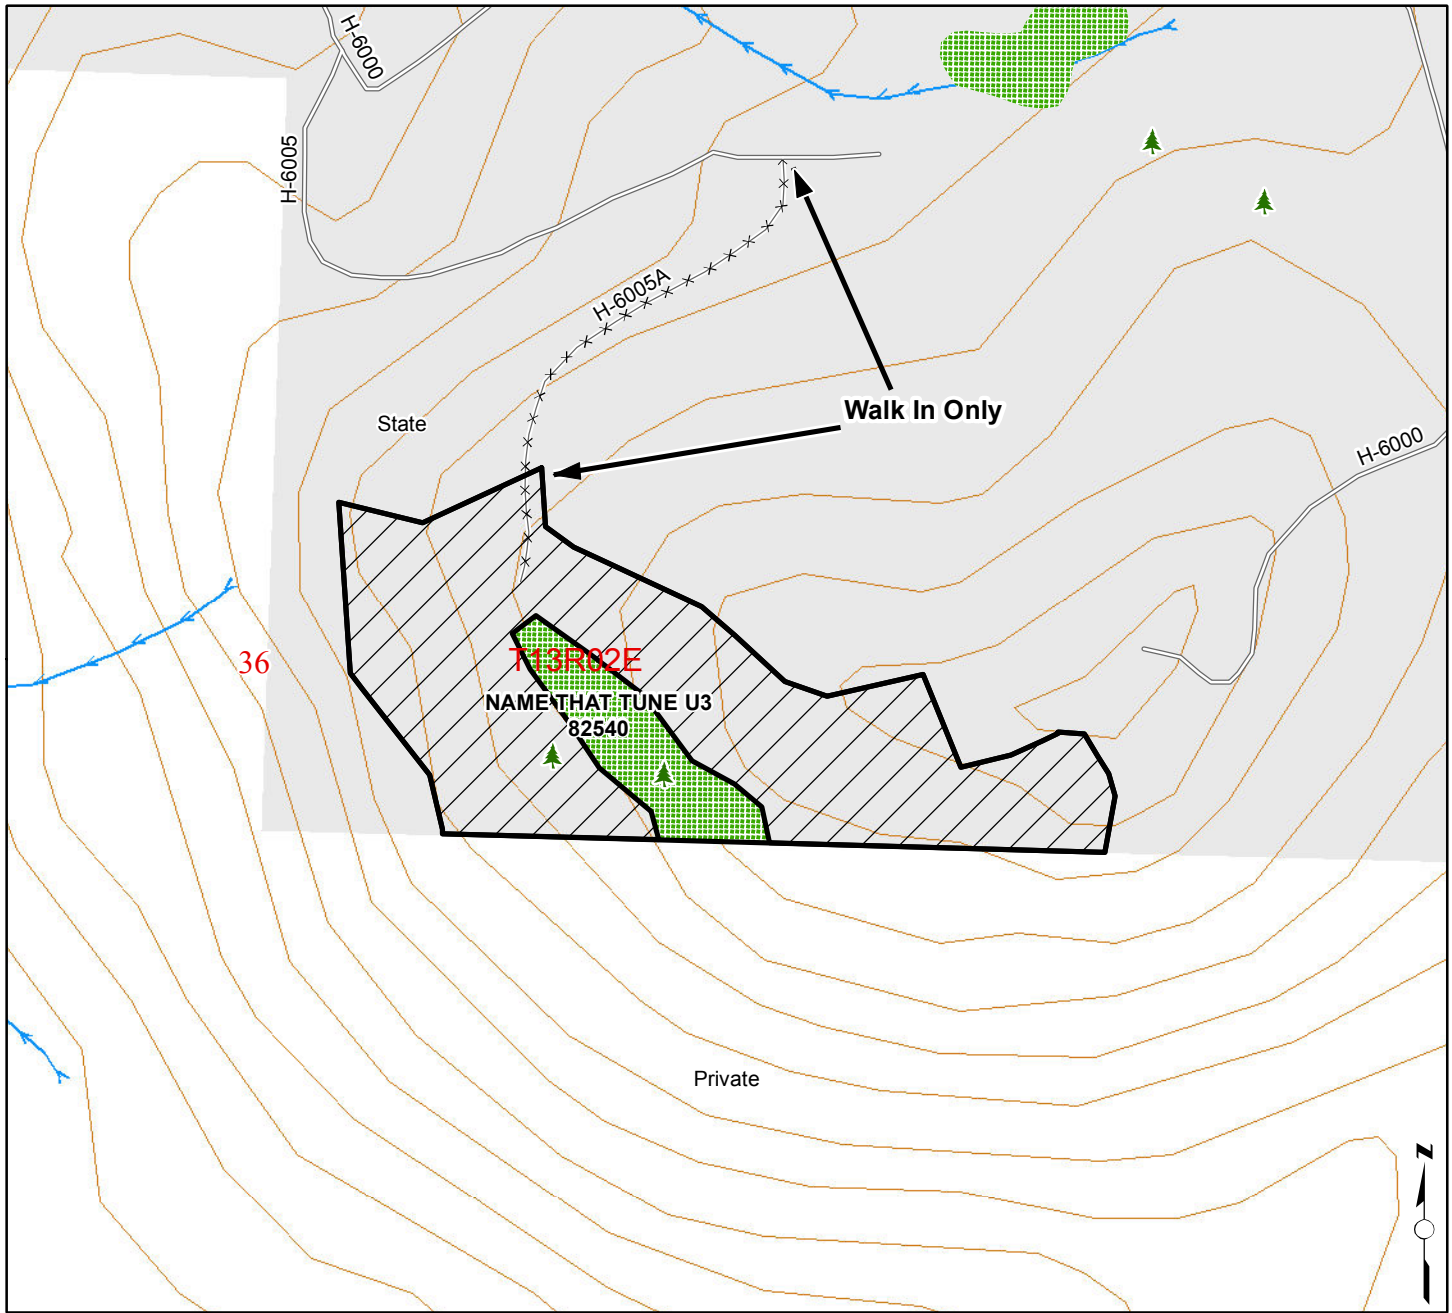 H-6000
H-6005
H-6005A
Walk In Only
State
H-6000
36
T13R02E
NAME THAT TUNE U3
82540
Private
N